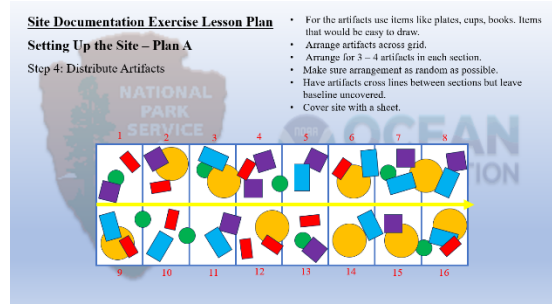 Site Documentation Exercise Lesson Plan
Setting Up the Site – Plan A
Step 4: Distribute Artifacts
• For the artifacts use items like plates, cups, books. Items
that would be easy to draw.
• Arrange artifacts across grid.
• Arrange for 3 – 4 artifacts in each section.
• Make sure arrangement as random as possible.
• Have artifacts cross lines between sections but leave
baseline uncovered.
• Cover site with a sheet.
NATIONAL
PARK
SERVICE
OCEAN
1 2 3 4 5 6 7 8
9 10 11 12 13 14 15 16